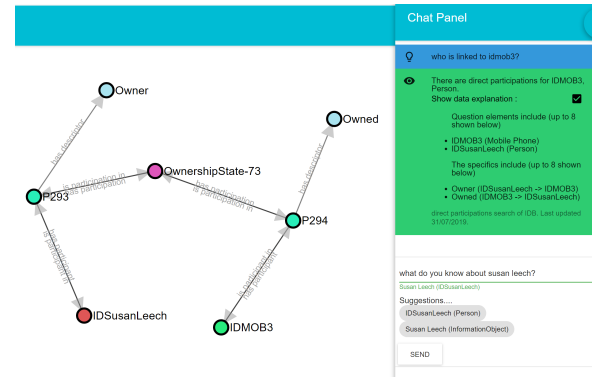 Chat Panel
who is linked to idmob3?
There are direct participations for IDMOB3,
Person.
Show data explanation :
Question elements include (up to 8
shown below)
IDMOB3 (Mobile Phone)
IDSusanLeech (Person)
The specifics include (up to 8 shown
below)
Owner (IDSusanLeech -> IDMOB3)
Owned (IDMOB3 -> IDSusanLeech)
direct participations search of IDB. Last updated
31/07/2019.
what do you know about susan leech?
Susan Leech (IDSusanLeech)
Suggestions....
IDSusanLeech (Person)
Susan Leech (InformationObject)
SEND
Owner
Owned
has descriptor
has descriptor
OwnershipState-73
is participation in
has participation
has participation
is participation in
P293
P294
has participant
is participant in
is participant in
has participant
IDSusanLeech
IDMOB3